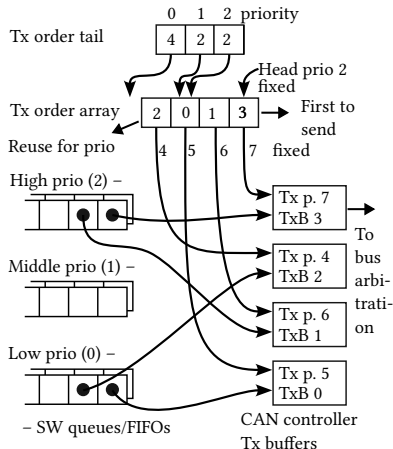 0 1 2 priority
Tx order tail
4 2 2
Head prio 2
fixed
Tx order array
2 0 1 3
First to
send
Reuse for prio
4 5 6 7 fixed
High prio (2) –
Tx p. 7
TxB 3
To
bus
arbi-
trati-
on
Tx p. 4
TxB 2
Middle prio (1) –
Tx p. 6
TxB 1
Low prio (0) –
Tx p. 5
TxB 0
– SW queues/FIFOs
CAN controller
Tx buffers